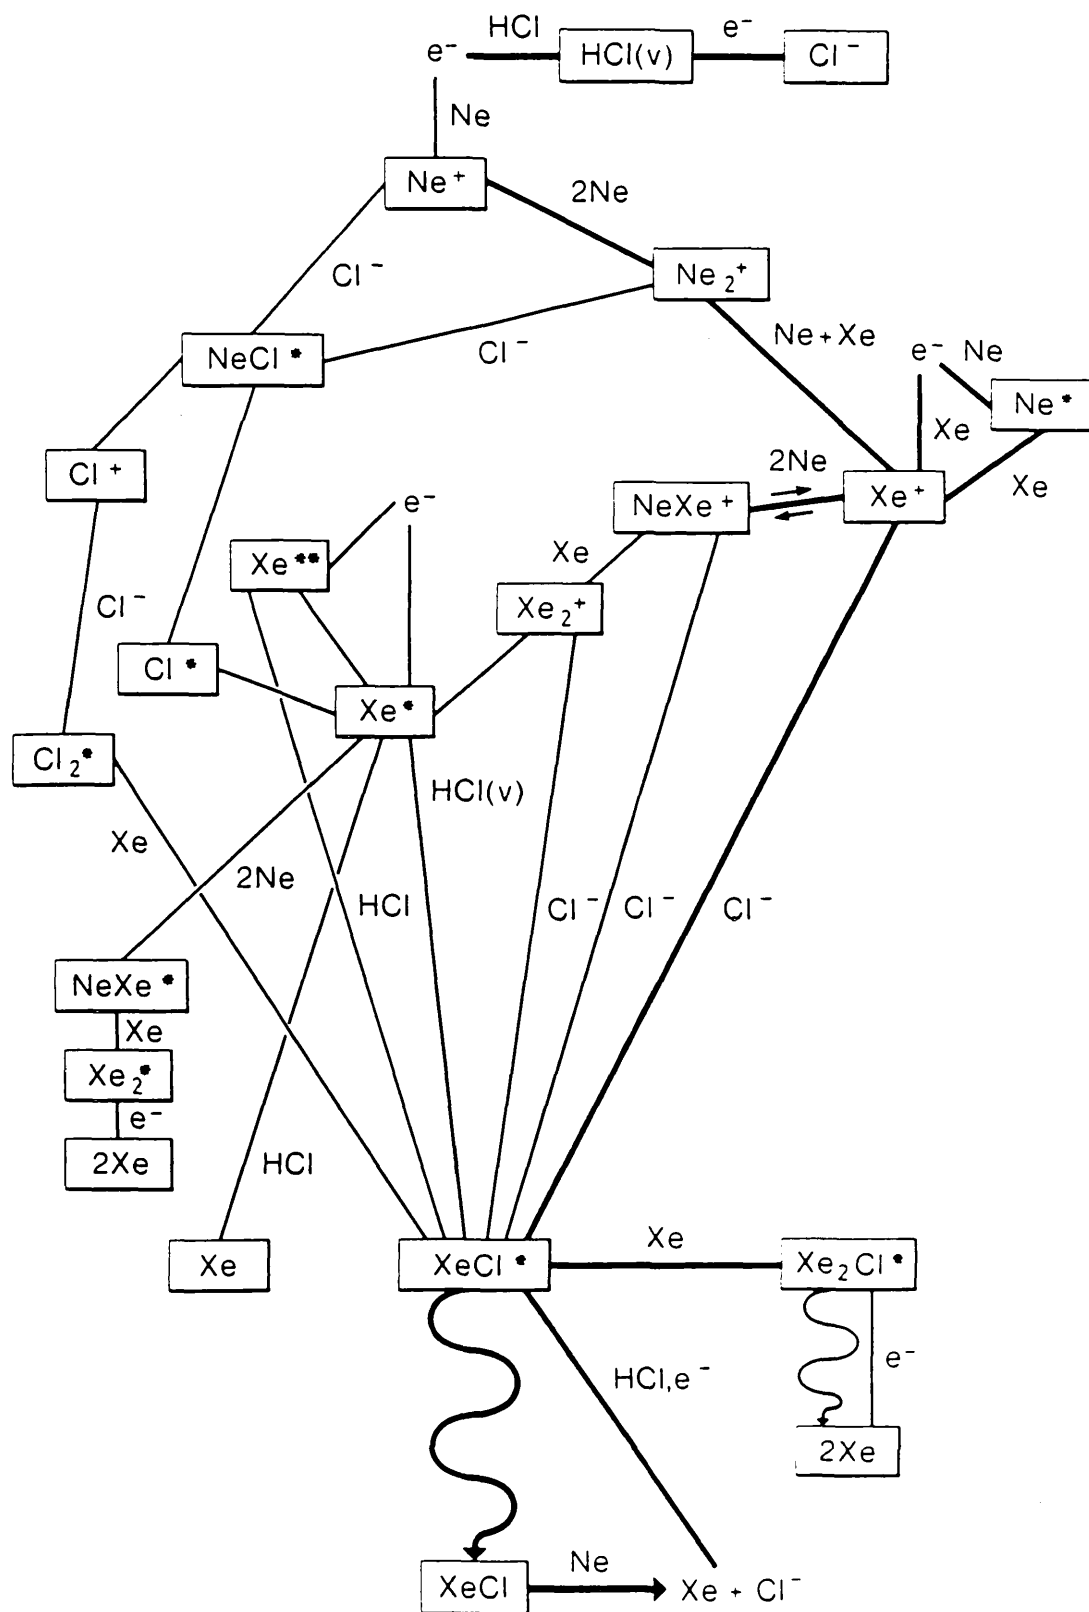 HCl
e⁻
e⁻
HCl(v)
Cl⁻
Ne
Ne⁺
2Ne
Cl⁻
Ne₂⁺
Cl⁻
Ne + Xe
NeCl*
e⁻
Ne
Ne*
Xe
Xe
Cl⁺
2Ne
NeXe⁺
Xe⁺
e⁻
Xe**
Xe
Xe₂⁺
Cl⁻
Cl*
Xe*
Cl₂*
HCl(v)
Xe
2Ne
HCl
Cl⁻
Cl⁻
Cl⁻
NeXe*
Xe
Xe₂*
e⁻
2Xe
HCl
Xe
XeCl*
Xe
Xe₂Cl*
HCl,e⁻
e⁻
2Xe
XeCl
Ne
Xe + Cl⁻